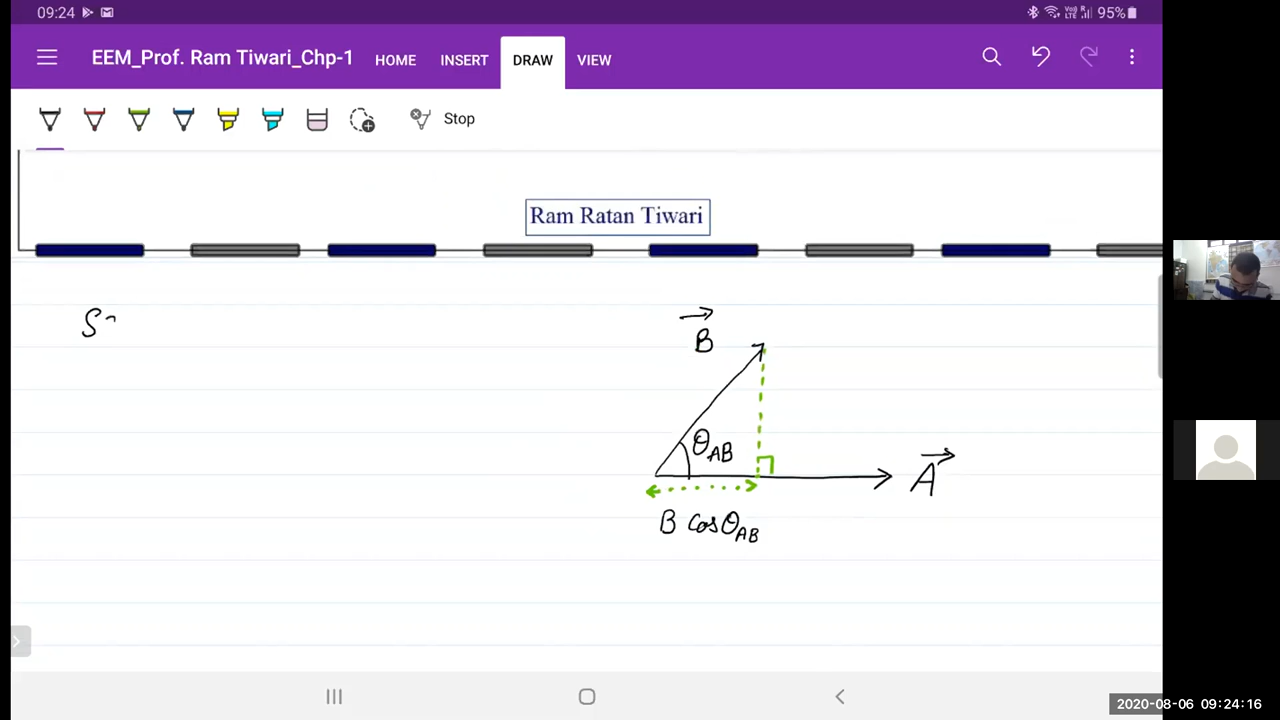 09:24 95%
EEM_Prof. Ram Tiwari_Chp-1 HOME INSERT DRAW VIEW
Stop
Ram Ratan Tiwari
B
θAB
A
B cosθAB
2020-08-06 09:24:16